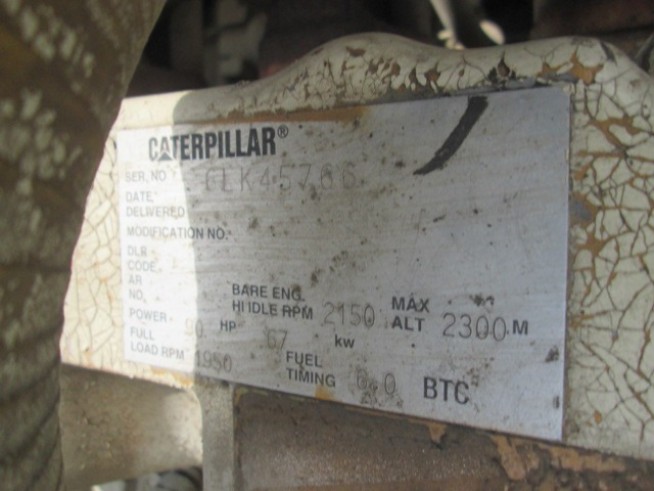 CATERPILLAR®
SER. NO. CLK45766
DATE
DELIVERED
MODIFICATION NO.
DLR
CODE
AR
NO.
BARE ENG.
HI IDLE RPM 2150
MAX
ALT 2300 M
POWER 90 HP 67 kw
FULL
LOAD RPM 1950
FUEL
TIMING BTC